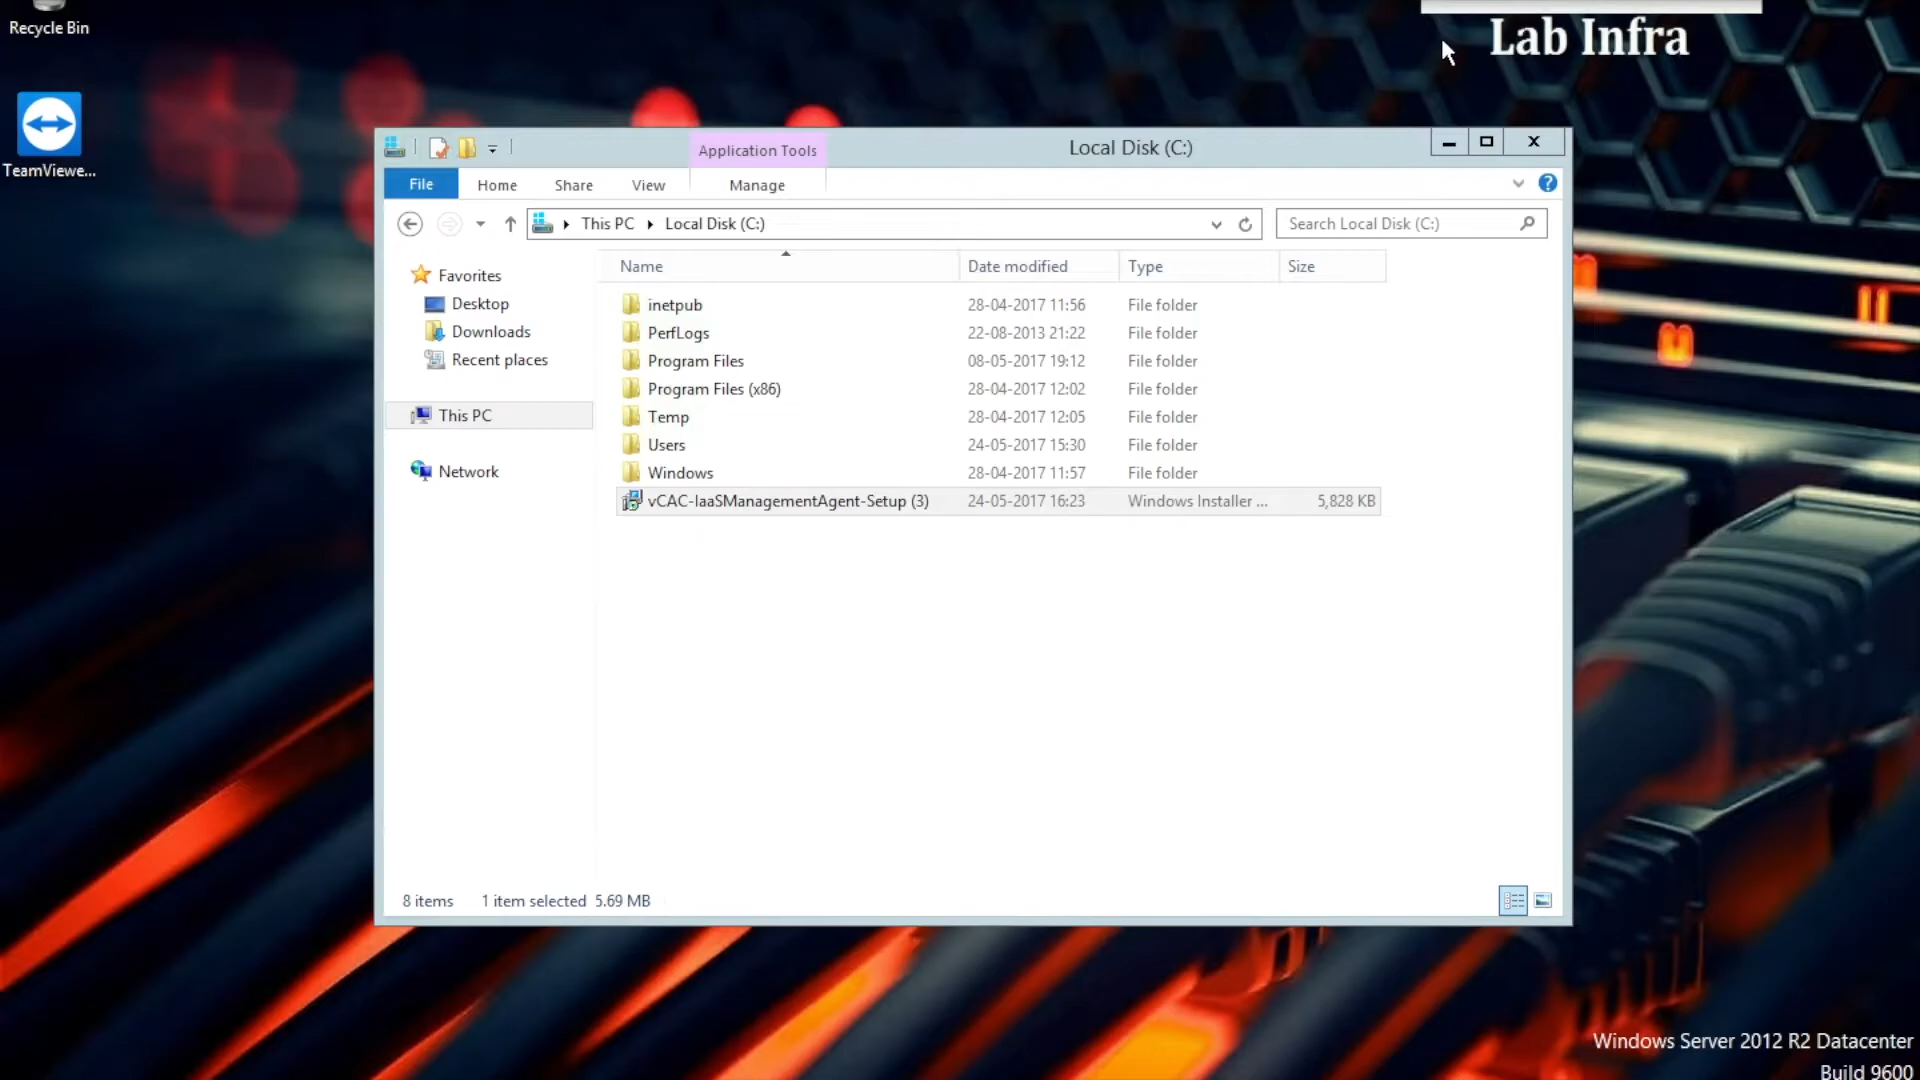 Recycle Bin
Lab Infra
TeamViewe...
Application Tools
Local Disk (C:)
File
Home
Share
View
Manage
This PC
Local Disk (C:)
Search Local Disk (C:)
Name
Date modified
Type
Size
Favorites
Desktop
Downloads
Recent places
This PC
Network
inetpub 28-04-2017 11:56 File folder
PerfLogs 22-08-2013 21:22 File folder
Program Files 08-05-2017 19:12 File folder
Program Files (x86) 28-04-2017 12:02 File folder
Temp 28-04-2017 12:05 File folder
Users 24-05-2017 15:30 File folder
Windows 28-04-2017 11:57 File folder
vCAC-IaaSManagementAgent-Setup (3) 24-05-2017 16:23 Windows Installer ... 5,828 KB
8 items 1 item selected 5.69 MB
Windows Server 2012 R2 Datacenter
Build 9600